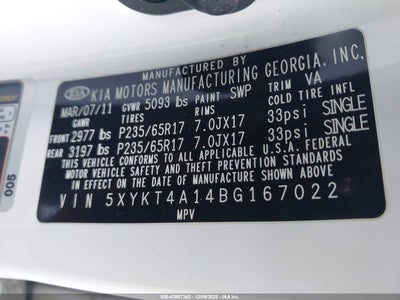 MANUFACTURED BY
KIA KIA MOTORS MANUFACTURING GEORGIA, INC.
MAR/07/11 GVWR 5093 lbs PAINT SWP TRIM VA
GAWR TIRES RIMS COLD TIRE INFL
FRONT 2977 lbs P235/65R17 7.0JX17 33psi SINGLE
REAR 3197 lbs P235/65R17 7.0JX17 33psi SINGLE
THIS VEHICLE CONFORMS TO ALL APPLICABLE U.S.A. FEDERAL
MOTOR VEHICLE SAFETY AND THEFT PREVENTION STANDARDS
IN EFFECT ON THE DATE OF MANUFACTURE SHOWN ABOVE.
VIN 5XYKT4A14BG167022
MPV
005